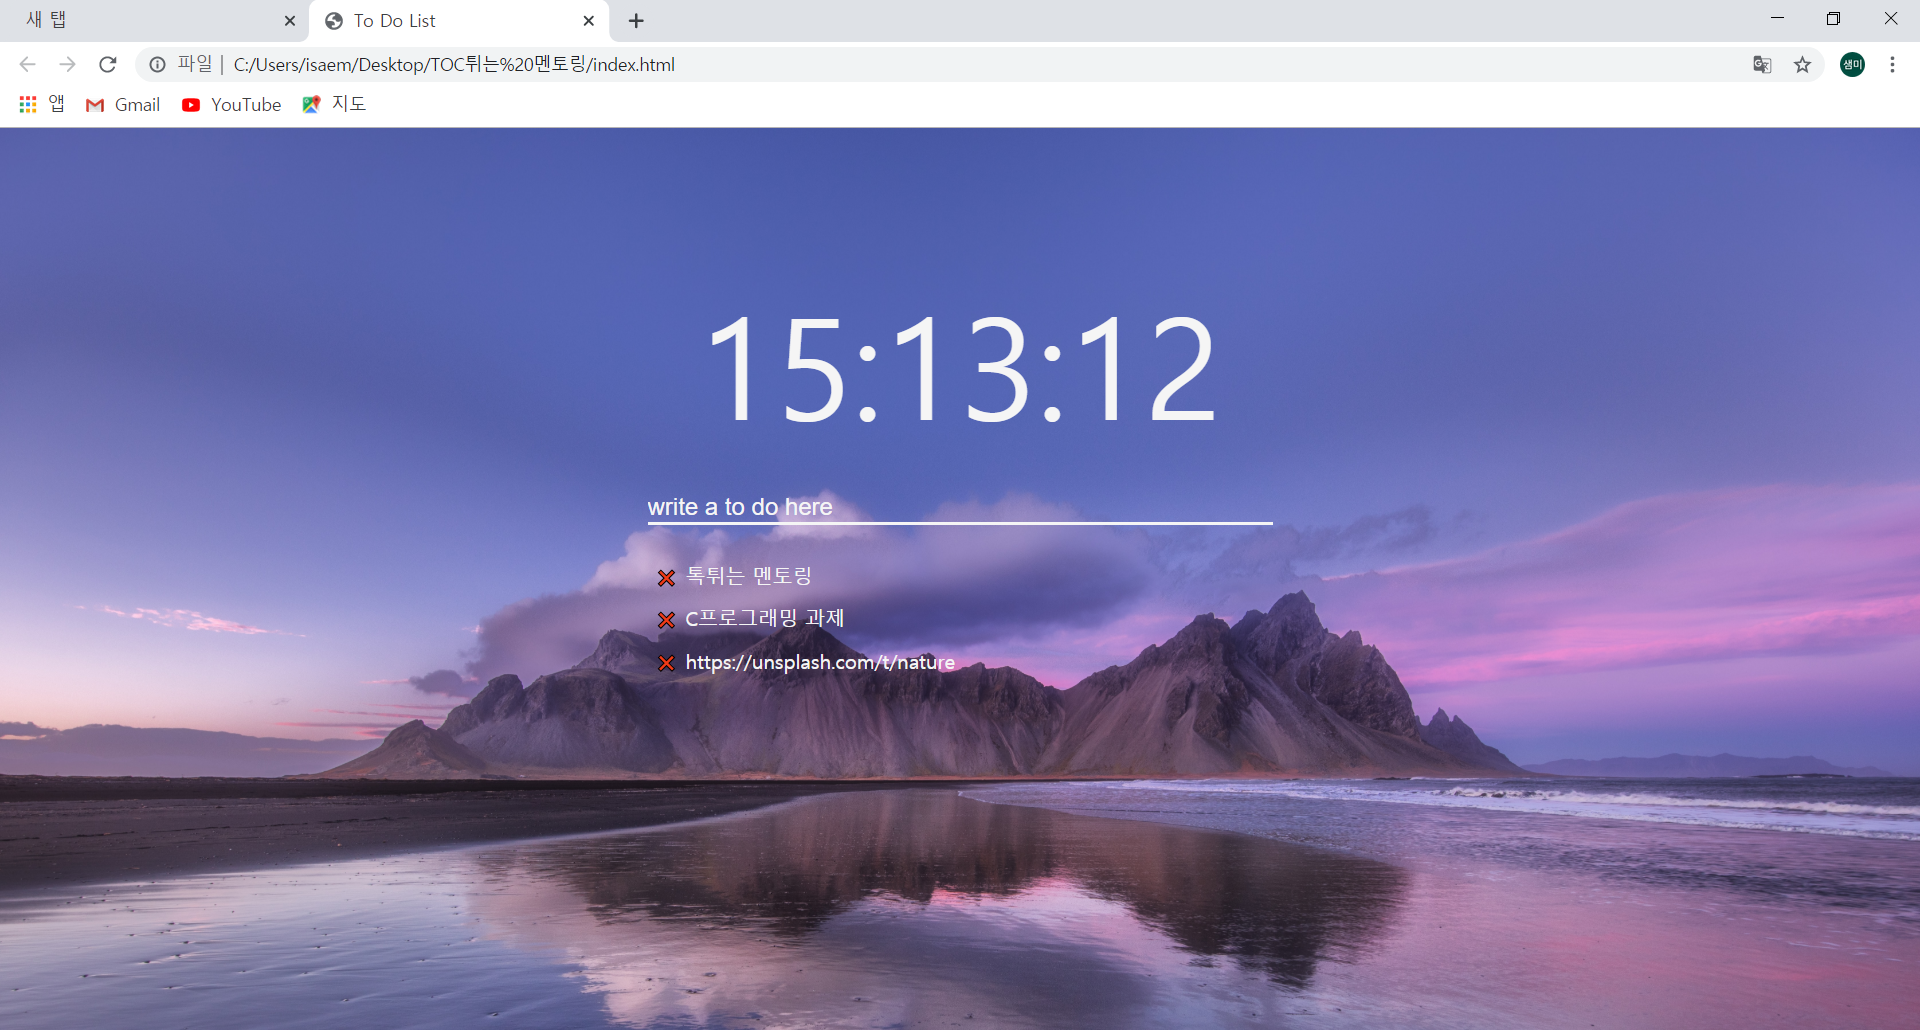 새 탭
To Do List
파일 | C:/Users/isaem/Desktop/TOC튀는%20멘토링/index.html
샘미
앱 Gmail YouTube 지도
15:13:12
write a to do here
톡튀는 멘토링
C프로그래밍 과제
https://unsplash.com/t/nature